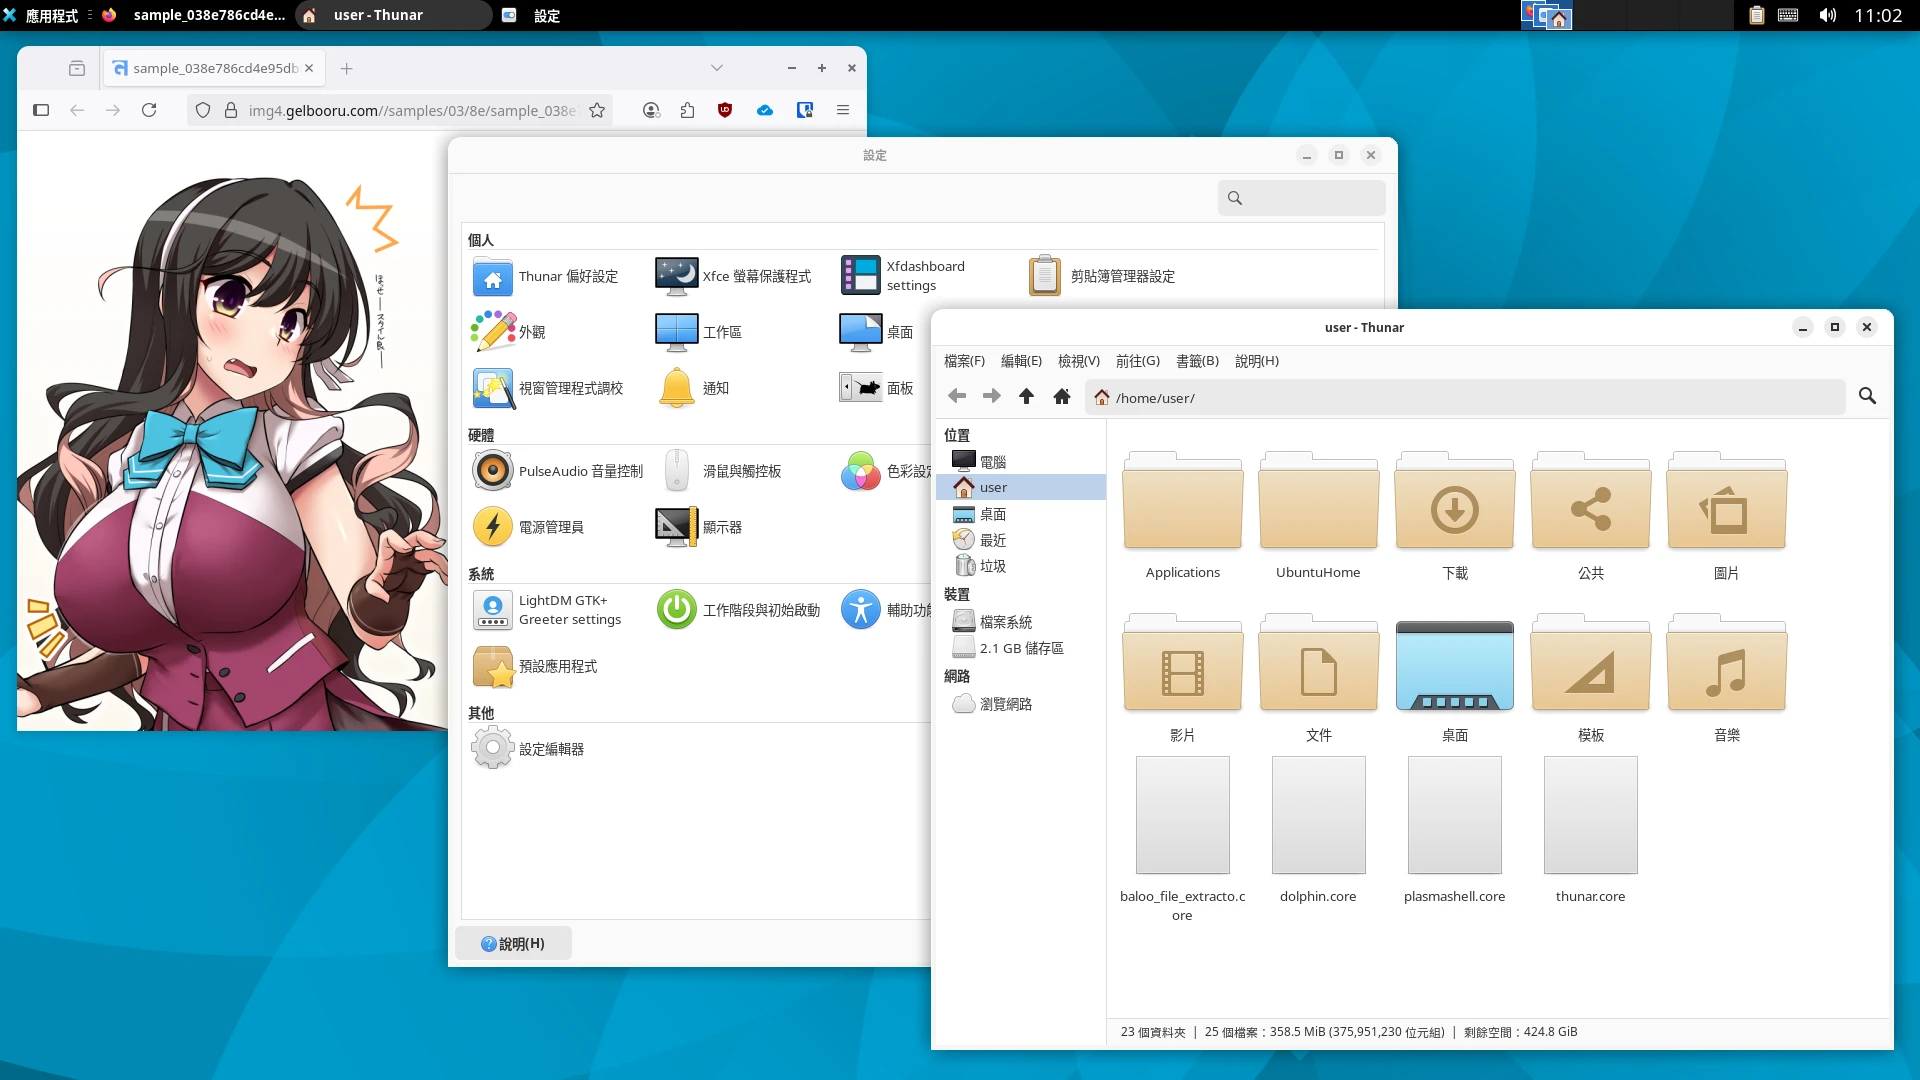 應用程式
sample_038e786cd4e...
user - Thunar
設定
11:02
sample_038e786cd4e95db
img4.gelbooru.com//samples/03/8e/sample_038e
設定
個人
Thunar 偏好設定
Xfce 螢幕保護程式
Xfdashboard
settings
剪貼簿管理器設定
外觀
工作區
桌面
視窗管理程式調校
通知
面板
硬體
PulseAudio 音量控制
滑鼠與觸控板
色彩設定
電源管理員
顯示器
系統
LightDM GTK+
Greeter settings
工作階段與初始啟動
輔助功能
預設應用程式
其他
設定編輯器
說明(H)
user - Thunar
檔案(F)
編輯(E)
檢視(V)
前往(G)
書籤(B)
說明(H)
/home/user/
位置
電腦
user
桌面
最近
垃圾
裝置
檔案系統
2.1 GB 儲存區
網路
瀏覽網路
Applications
UbuntuHome
下載
公共
圖片
影片
文件
桌面
模板
音樂
baloo_file_extracto.c
ore
dolphin.core
plasmashell.core
thunar.core
23 個資料夾 | 25 個檔案：358.5 MiB (375,951,230 位元組) | 剩餘空間：424.8 GiB